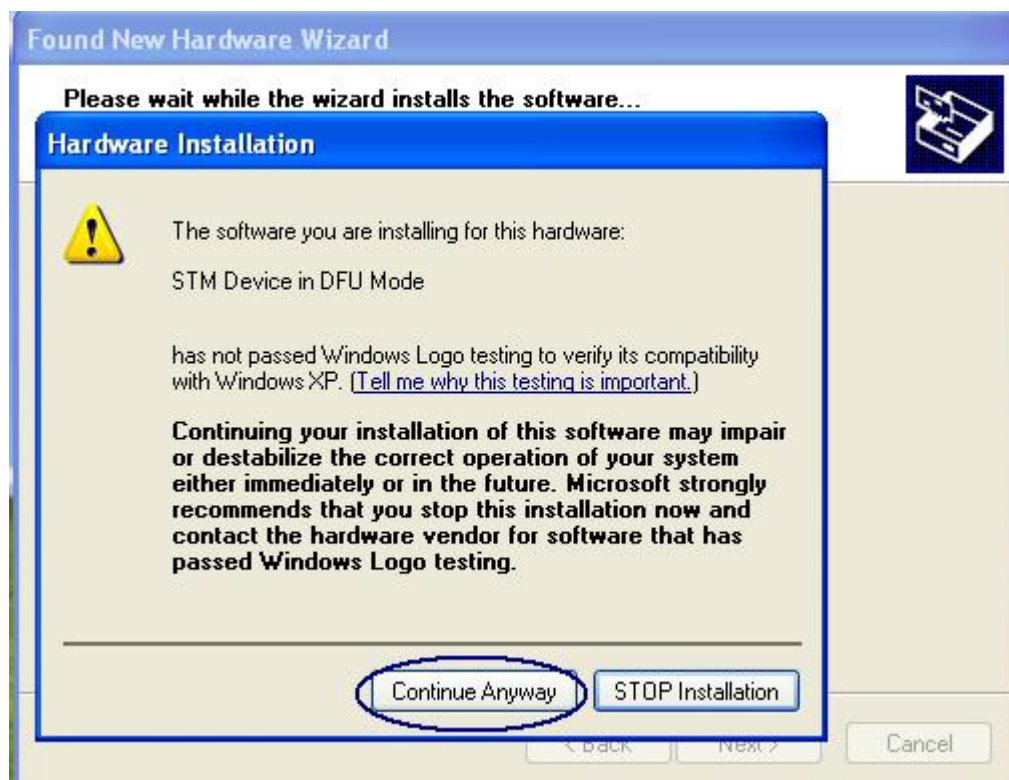 Found New Hardware Wizard
Please wait while the wizard installs the software...
Hardware Installation
The software you are installing for this hardware:
STM Device in DFU Mode
has not passed Windows Logo testing to verify its compatibility
with Windows XP. (Tell me why this testing is important.)
Continuing your installation of this software may impair
or destabilize the correct operation of your system
either immediately or in the future. Microsoft strongly
recommends that you stop this installation now and
contact the hardware vendor for software that has
passed Windows Logo testing.
Continue Anyway STOP Installation
< Back Next > Cancel